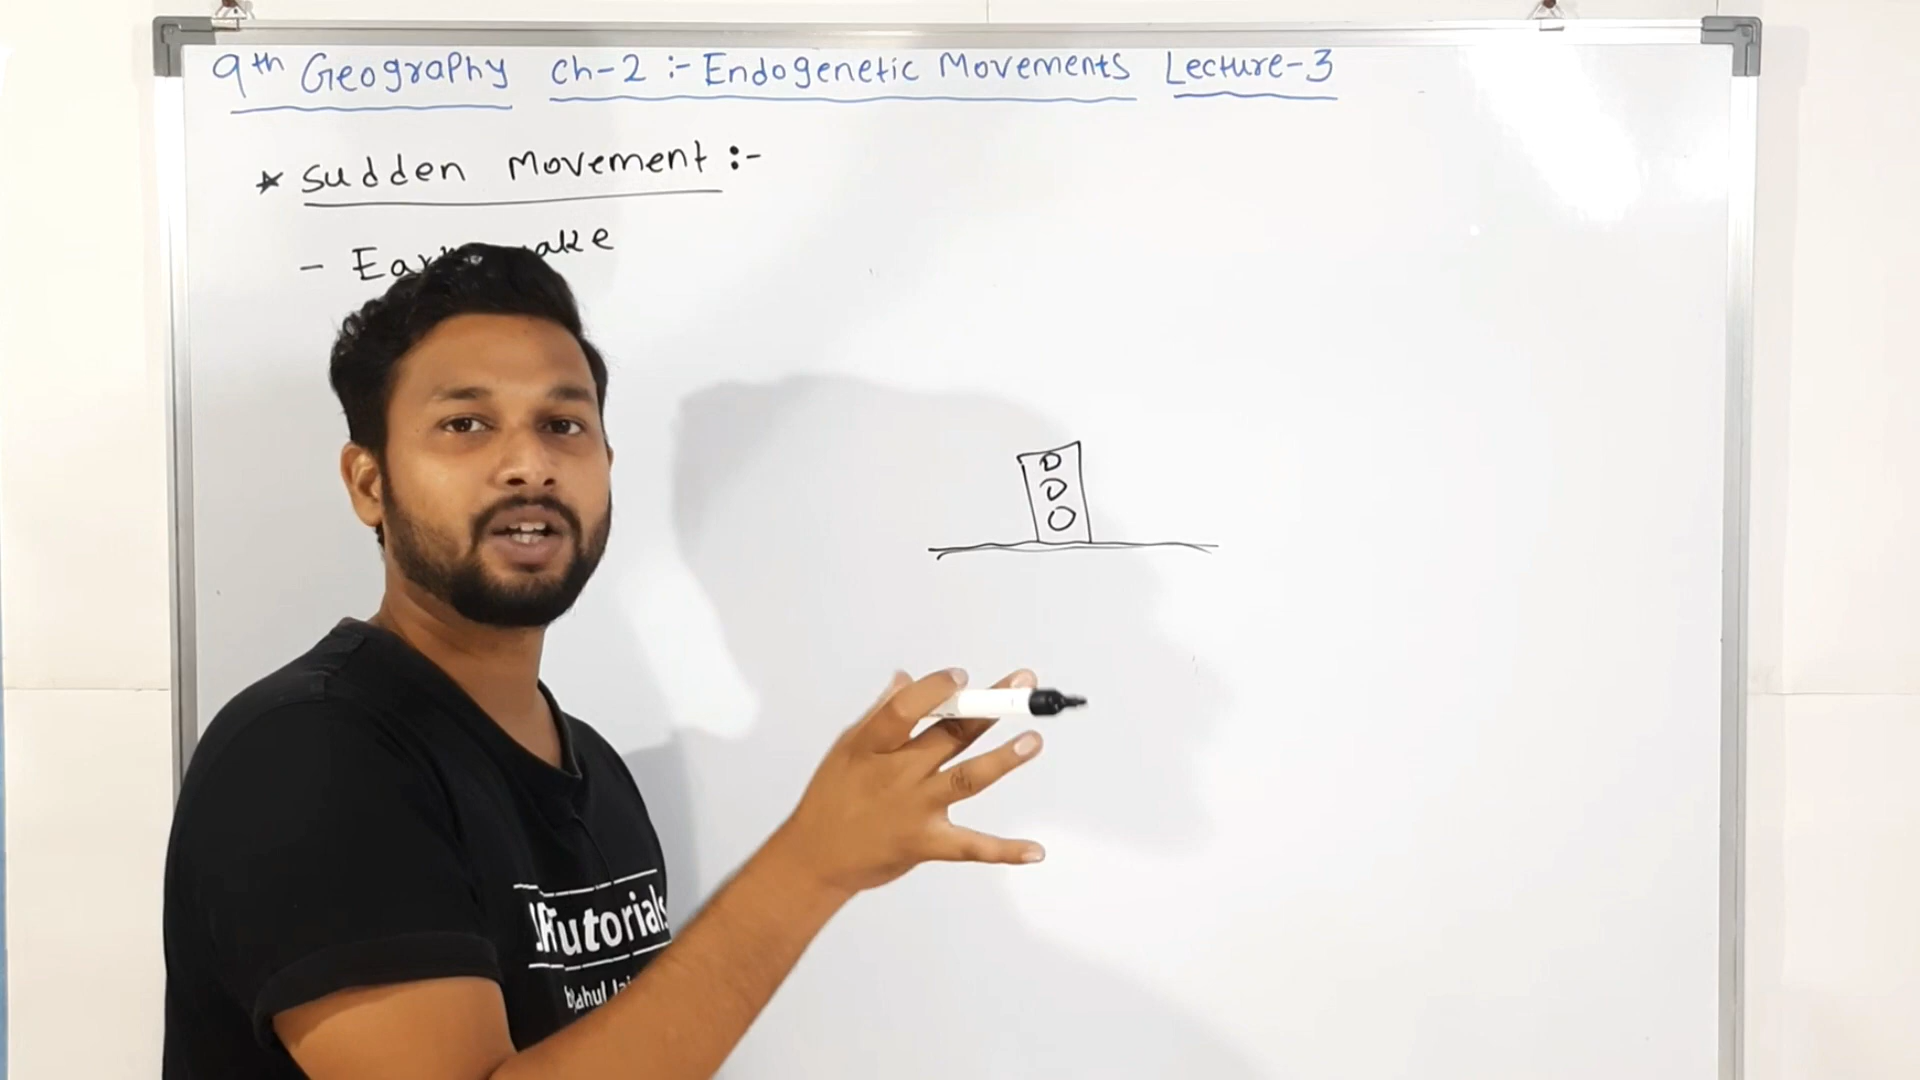 9th Geography Ch-2 :- Endogenetic Movements Lecture-3
* Sudden Movement :-
Tutorials